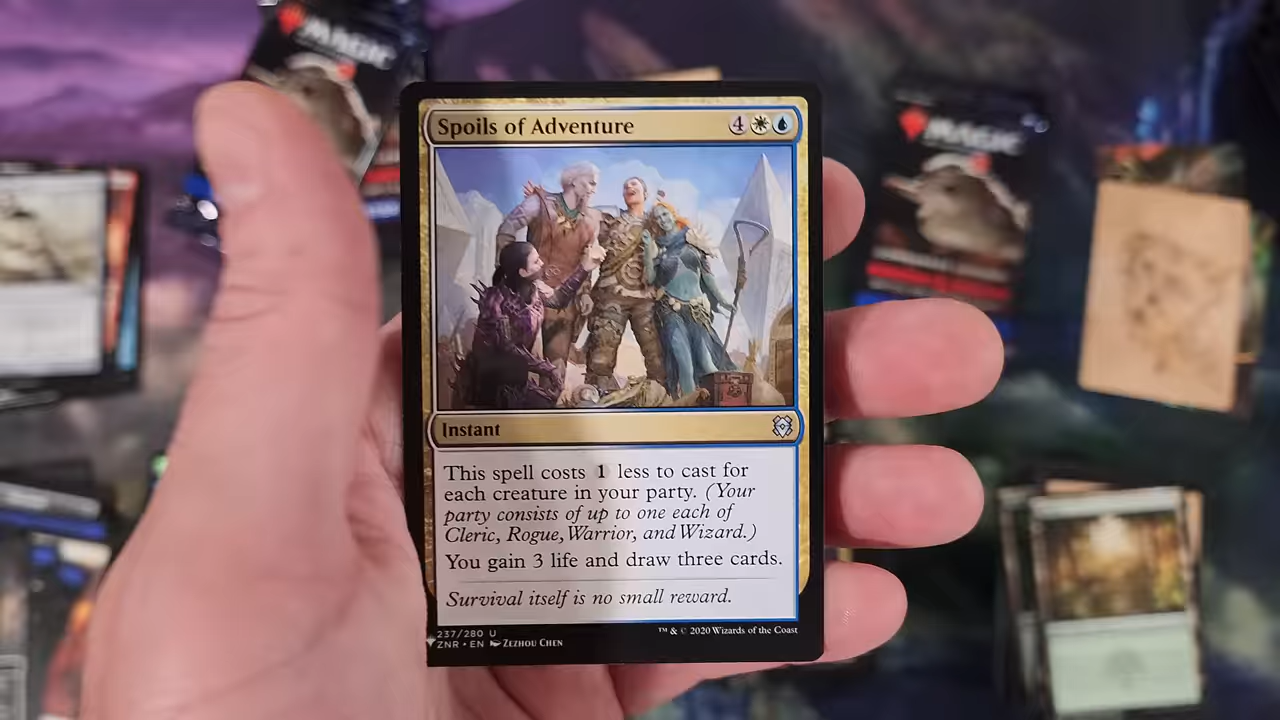 MAGIC
MAGIC
Spoils of Adventure
4
Instant
This spell costs 1 less to cast for
each creature in your party. (Your
party consists of up to one each of
Cleric, Rogue, Warrior, and Wizard.)
You gain 3 life and draw three cards.
Survival itself is no small reward.
237/280 U
ZNR • EN ZEZHOU CHEN
™ & © 2020 Wizards of the Coast